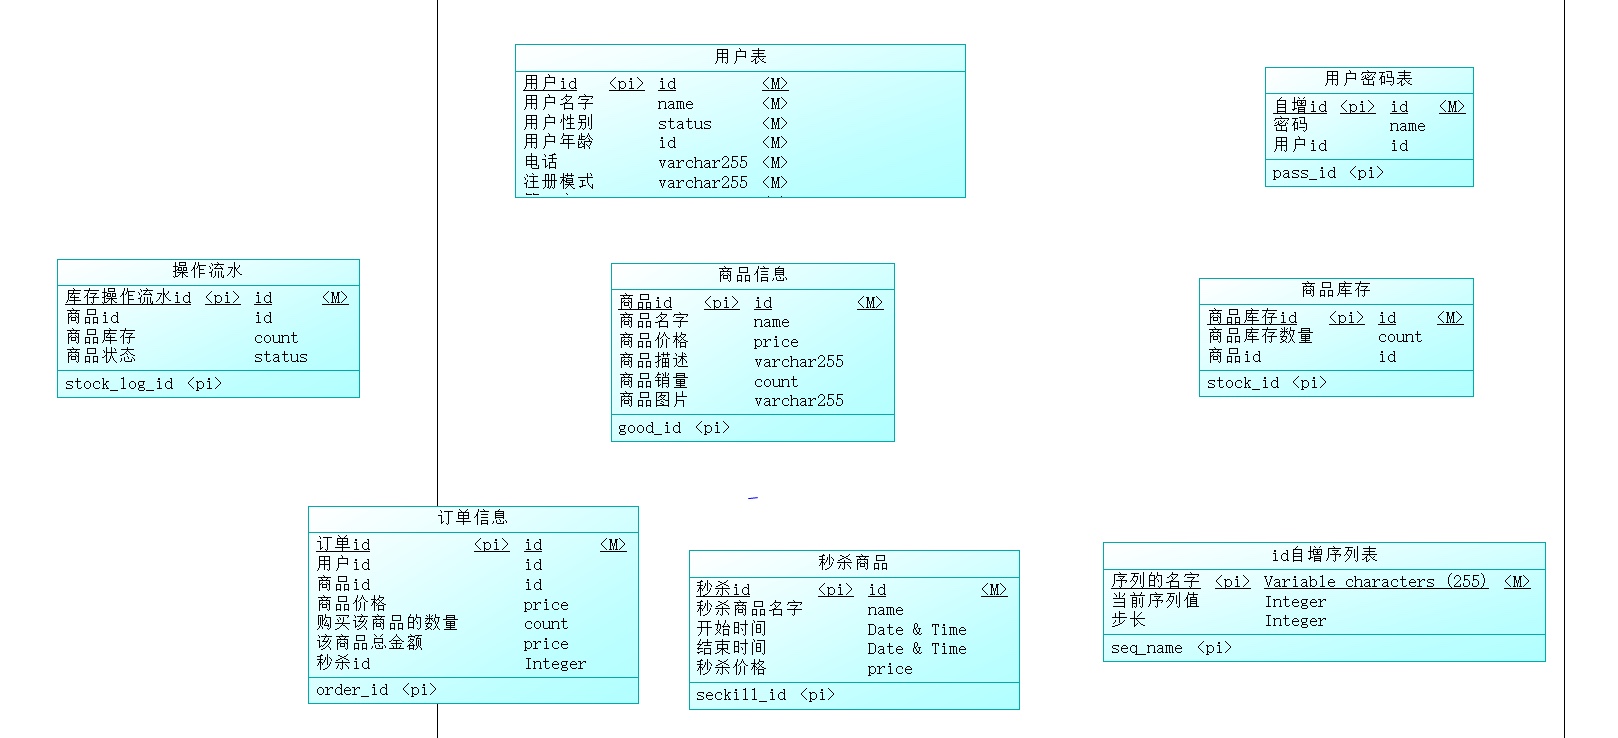 用户表
用户id <pi> id <M>
用户名字 name <M>
用户性别 status <M>
用户年龄 id <M>
电话 varchar255 <M>
注册模式 varchar255 <M>
用户密码表
自增id <pi> id <M>
密码 name
用户id id
pass_id <pi>
操作流水
库存操作流水id <pi> id <M>
商品id id
商品库存 count
商品状态 status
stock_log_id <pi>
商品信息
商品id <pi> id <M>
商品名字 name
商品价格 price
商品描述 varchar255
商品销量 count
商品图片 varchar255
good_id <pi>
商品库存
商品库存id <pi> id <M>
商品库存数量 count
商品id id
stock_id <pi>
订单信息
订单id <pi> id <M>
用户id id
商品id id
商品价格 price
购买该商品的数量 count
该商品总金额 price
秒杀id Integer
order_id <pi>
秒杀商品
秒杀id <pi> id <M>
秒杀商品名字 name
开始时间 Date & Time
结束时间 Date & Time
秒杀价格 price
seckill_id <pi>
id自增序列表
序列的名字 <pi> Variable characters (255) <M>
当前序列值 Integer
步长 Integer
seq_name <pi>